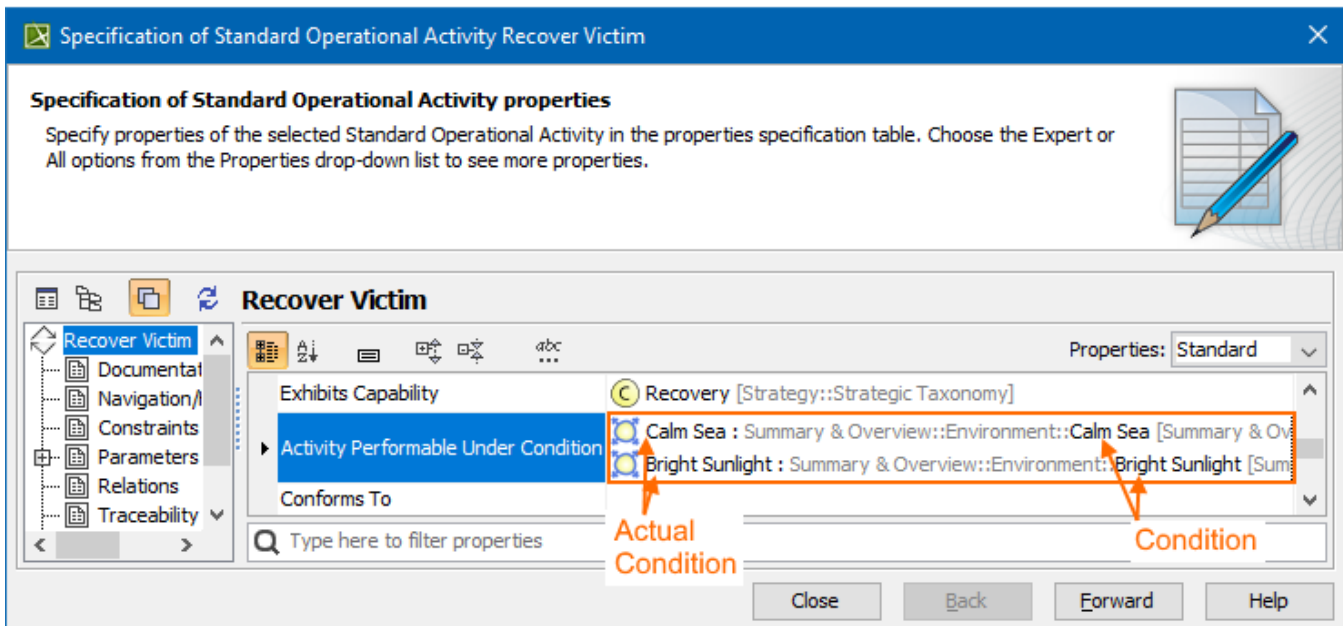 Specification of Standard Operational Activity Recover Victim
Specification of Standard Operational Activity properties
Specify properties of the selected Standard Operational Activity in the properties specification table. Choose the Expert or
All options from the Properties drop-down list to see more properties.
Recover Victim
Recover Victim
Documentat
Navigation/
Constraints
Parameters
Relations
Traceability
abc
Properties: Standard
Exhibits Capability
C Recovery [Strategy::Strategic Taxonomy]
Activity Performable Under Condition
Calm Sea : Summary & Overview::Environment::Calm Sea [Summary & Ov
Bright Sunlight : Summary & Overview::Environment::Bright Sunlight [Sum
Conforms To
Type here to filter properties
Actual
Condition
Condition
Close
Back
Forward
Help